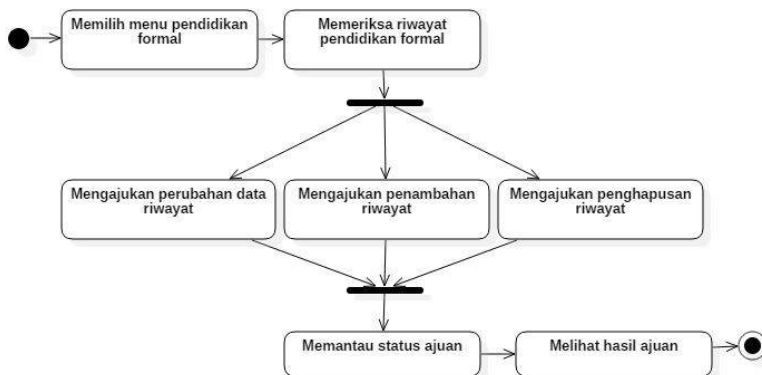 Memilih menu pendidikan
formal
Memeriksa riwayat
pendidikan formal
Mengajukan perubahan data
riwayat
Mengajukan penambahan
riwayat
Mengajukan penghapusan
riwayat
Memantau status ajuan
Melihat hasil ajuan